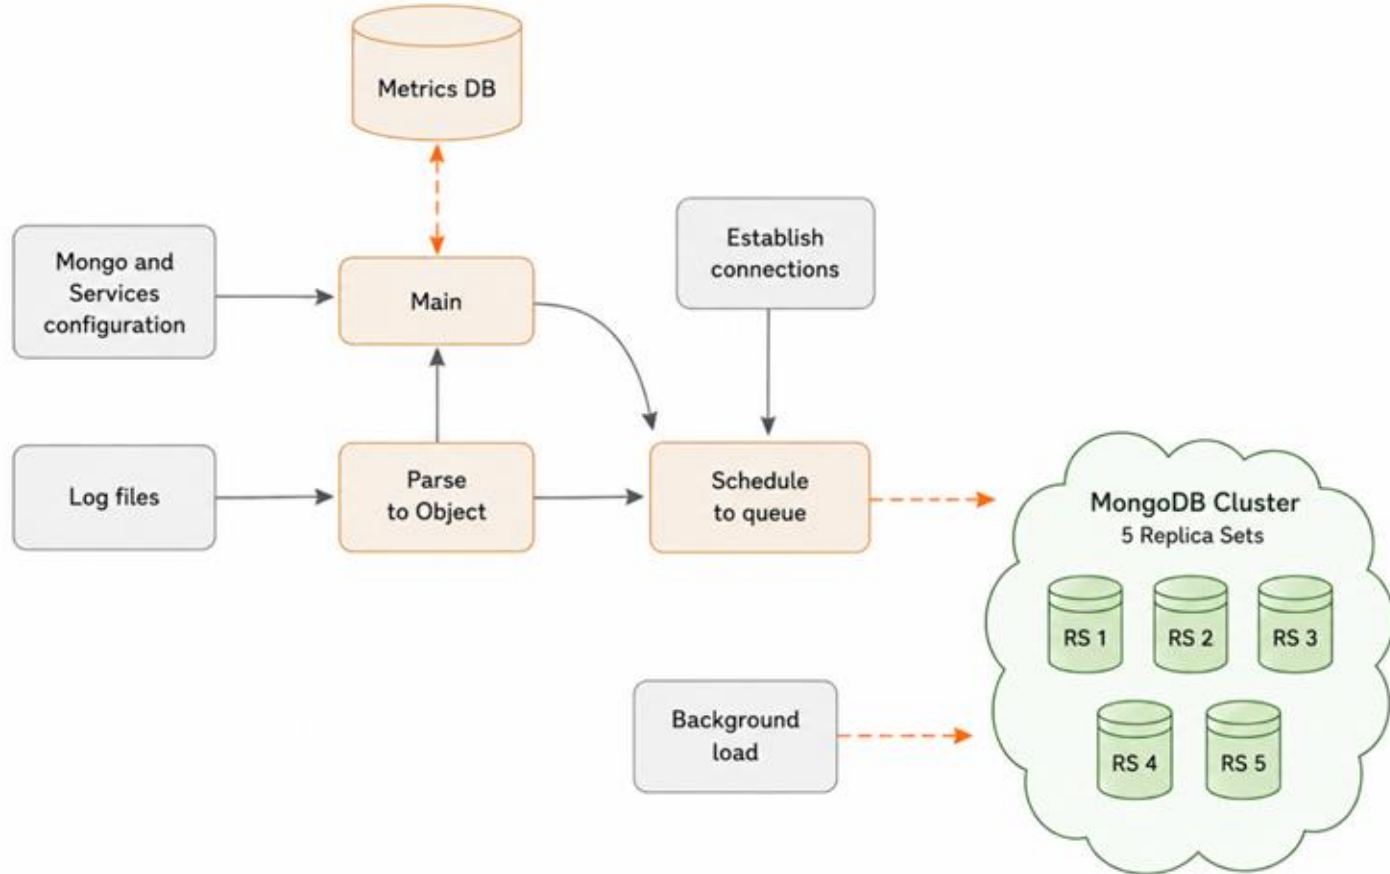 Metrics DB
Mongo and
Services
configuration
Main
Establish
connections
Log files
Parse
to Object
Schedule
to queue
MongoDB Cluster
5 Replica Sets
RS 1
RS 2
RS 3
Background
load
RS 4
RS 5